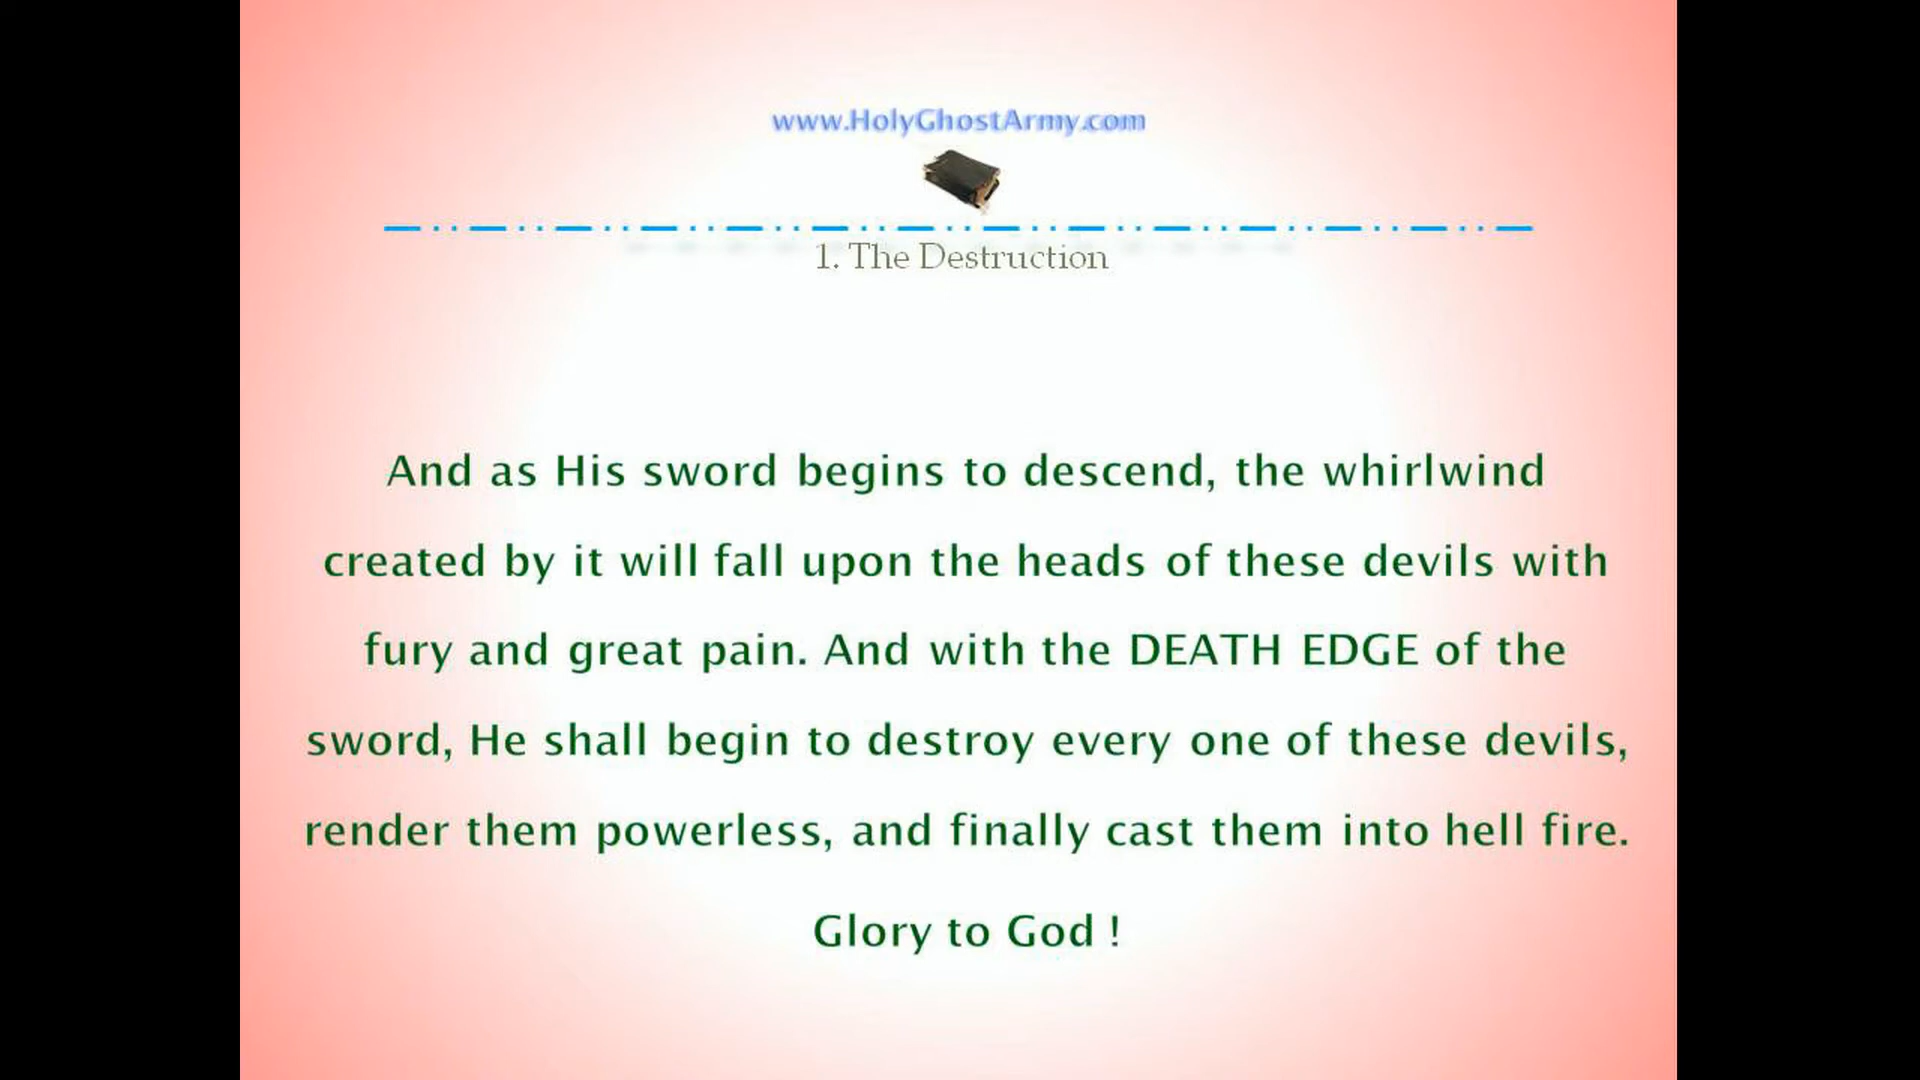 www.HolyGhostArmy.com
1. The Destruction
And as His sword begins to descend, the whirlwind
created by it will fall upon the heads of these devils with
fury and great pain. And with the DEATH EDGE of the
sword, He shall begin to destroy every one of these devils,
render them powerless, and finally cast them into hell fire.
Glory to God !